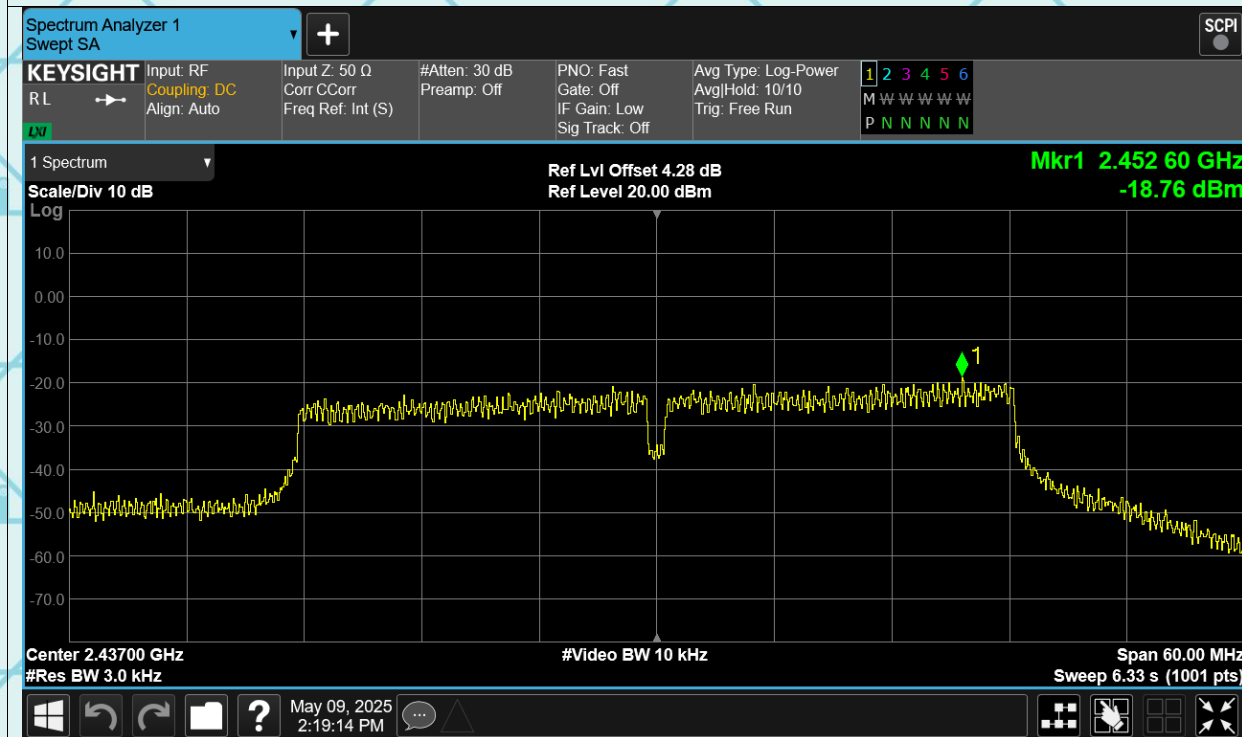 Spectrum Analyzer 1
Swept SA
▼
+
SCPI
KEYSIGHT
RL
LXI
Input: RF
Coupling: DC
Align: Auto
Input Z: 50 Ω
Corr CCorr
Freq Ref: Int (S)
#Atten: 30 dB
Preamp: Off
PNO: Fast
Gate: Off
IF Gain: Low
Sig Track: Off
Avg Type: Log-Power
Avg|Hold: 10/10
Trig: Free Run
1 2 3 4 5 6
M W W W W W
P N N N N N
1 Spectrum ▼
Scale/Div 10 dB
Ref Lvl Offset 4.28 dB
Ref Level 20.00 dBm
Mkr1 2.452 60 GHz
-18.76 dBm
Log
10.0
0.00
-10.0
1
-20.0
-30.0
-40.0
-50.0
-60.0
-70.0
Center 2.43700 GHz
#Res BW 3.0 kHz
#Video BW 10 kHz
Span 60.00 MHz
Sweep 6.33 s (1001 pts)
?
May 09, 2025
2:19:14 PM